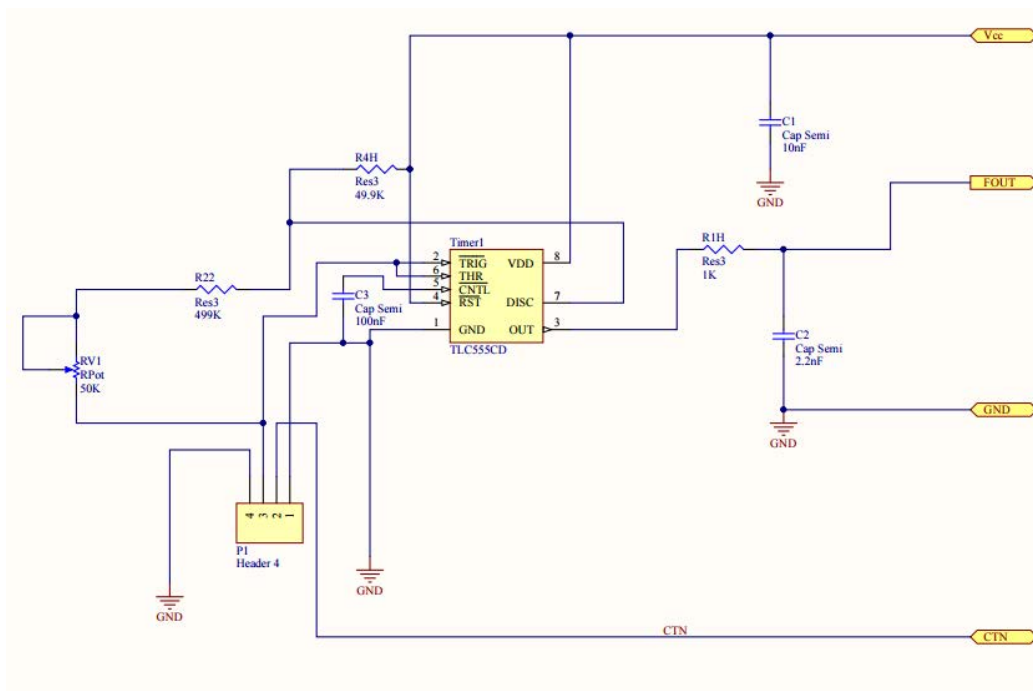 Vcc
C1
Cap Semi
10nF
GND
R4H
Res3
49.9K
FOUT
R1H
Res3
1K
Timer1
2 TRIG VDD 8
6 THR
5 CNTL
4 RST DISC 7
1 GND OUT 3
TLC555CD
R22
Res3
499K
C3
Cap Semi
100nF
RV1
RPot
50K
C2
Cap Semi
2.2nF
GND
GND
4 3 2 1
P1
Header 4
GND
GND
CTN
CTN